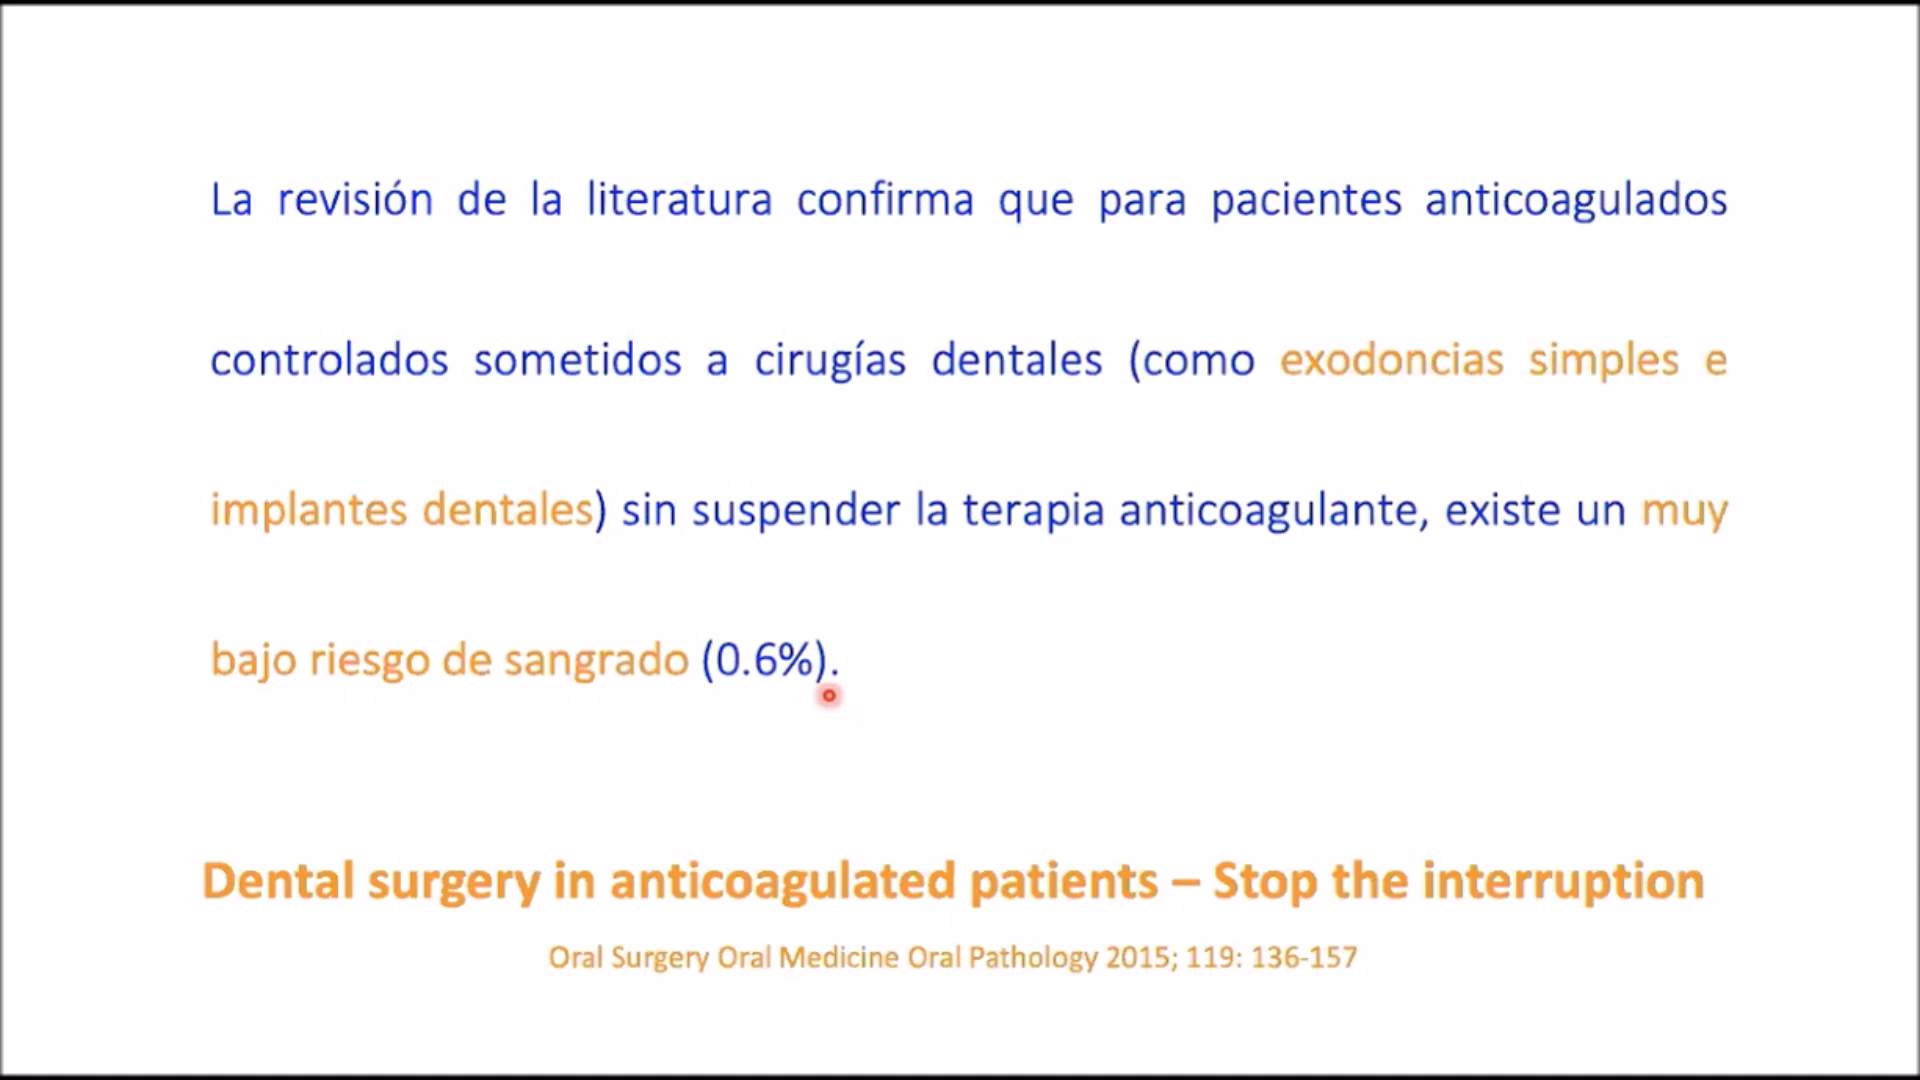 La revisión de la literatura confirma que para pacientes anticoagulados
controlados sometidos a cirugías dentales (como exodoncias simples e
implantes dentales) sin suspender la terapia anticoagulante, existe un muy
bajo riesgo de sangrado (0.6%).
Dental surgery in anticoagulated patients – Stop the interruption
Oral Surgery Oral Medicine Oral Pathology 2015; 119: 136-157